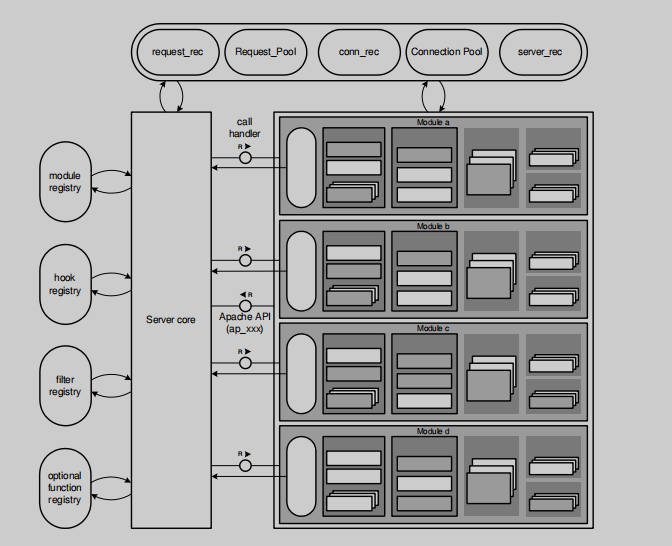 request_rec
Request_Pool
conn_rec
Connection Pool
server_rec
call
handler
Module a
R
module
registry
Module b
R
hook
registry
R
Server core
Apache API
(ap_xxx)
Module c
R
filter
registry
Module d
R
optional
function
registry